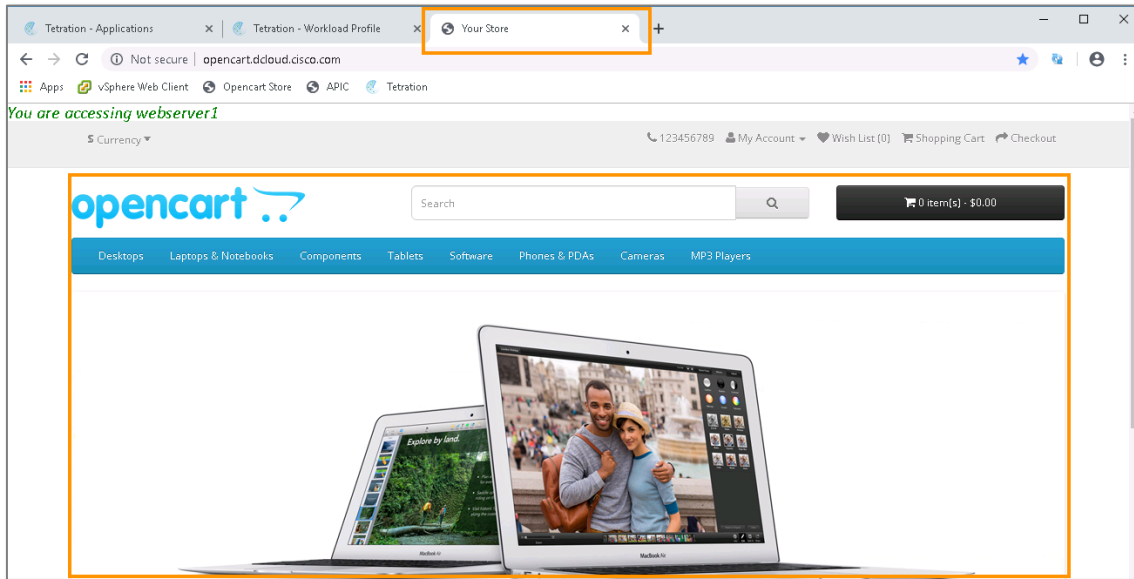 Tetration - Applications
Tetration - Workload Profile
Your Store
Not secure | opencart.dcloud.cisco.com
Apps vSphere Web Client Opencart Store APIC Tetration
You are accessing webserver1
$ Currency
123456789 My Account Wish List (0) Shopping Cart Checkout
opencart
Search
0 item(s) - $0.00
Desktops Laptops & Notebooks Components Tablets Software Phones & PDAs Cameras MP3 Players
Explore by land.
MacBook Air
MacBook Air